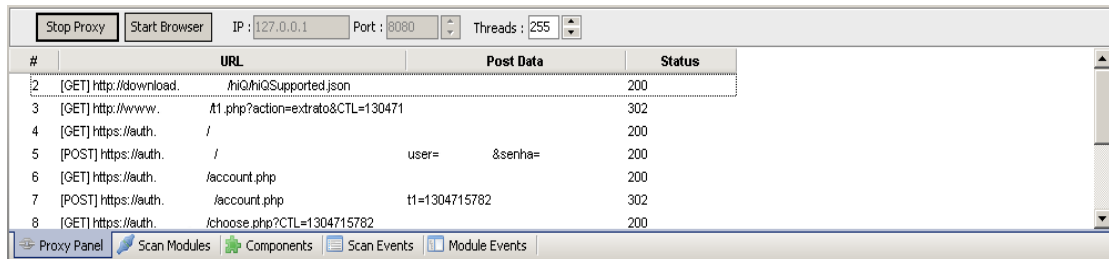 Stop Proxy Start Browser IP : 127.0.0.1 Port : 8080 Threads : 255
# URL Post Data Status
2 [GET] http://download. /hiQ/hiQSupported.json 200
3 [GET] http://www. /t1.php?action=extrato&CTL=130471 302
4 [GET] https://auth. / 200
5 [POST] https://auth. / user= &senha= 200
6 [GET] https://auth. /account.php 200
7 [POST] https://auth. /account.php t1=1304715782 302
8 [GET] https://auth. /choose.php?CTL=1304715782 200
Proxy Panel Scan Modules Components Scan Events Module Events